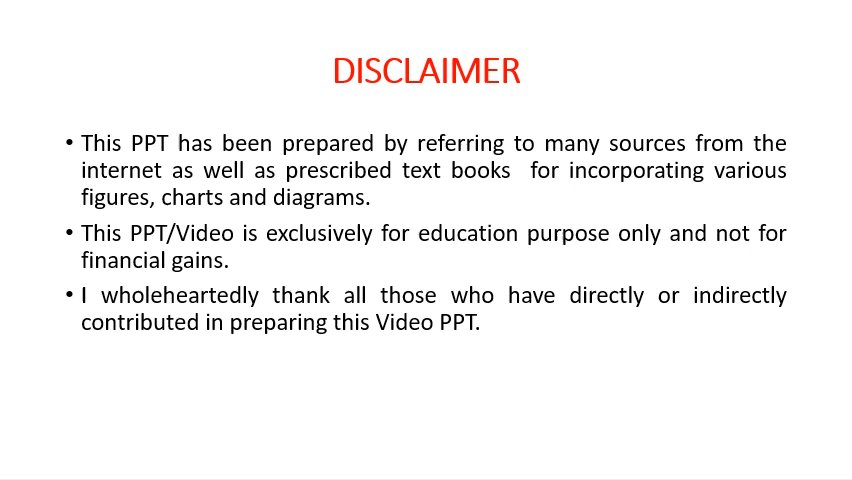 DISCLAIMER
• This PPT has been prepared by referring to many sources from the
internet as well as prescribed text books  for incorporating various
figures, charts and diagrams.
• This PPT/Video is exclusively for education purpose only and not for
financial gains.
• I wholeheartedly thank all those who have directly or indirectly
contributed in preparing this Video PPT.